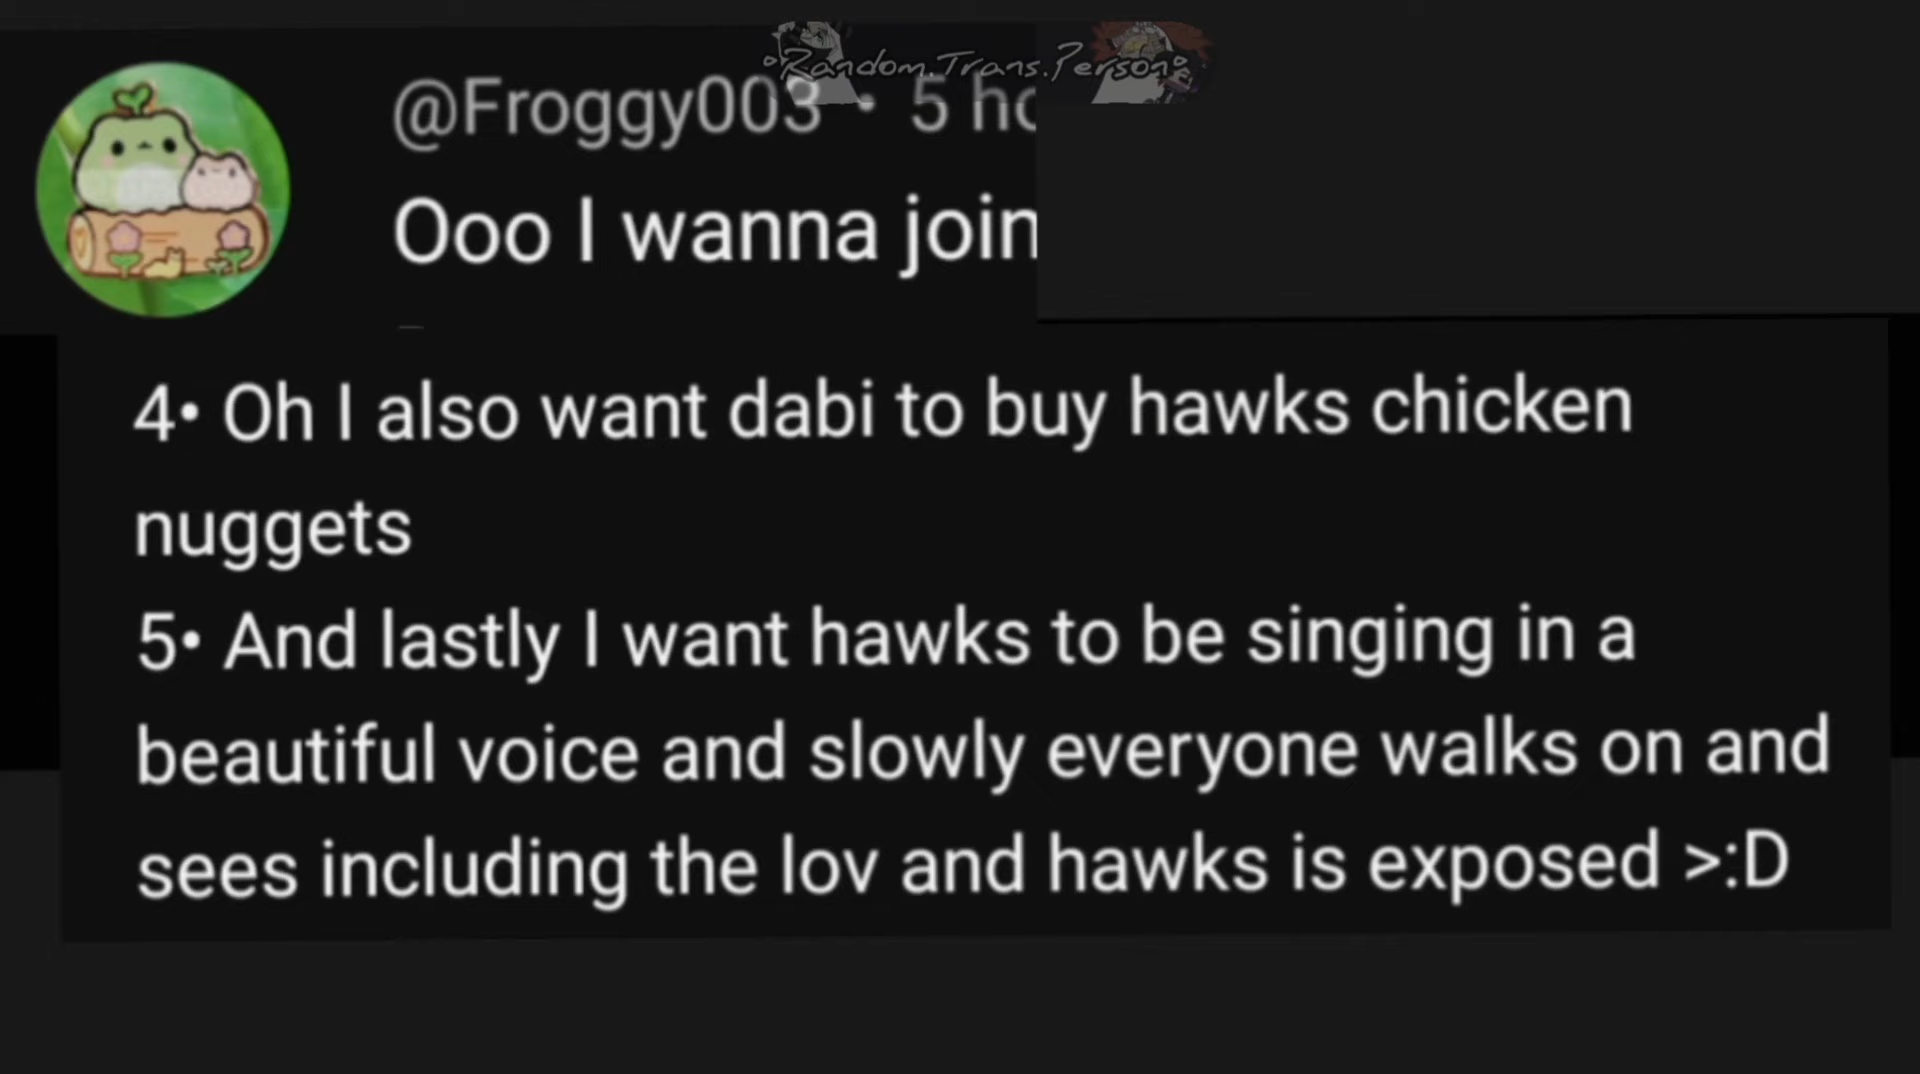 °Random.Trans.Person°
@Froggy003 • 5
Ooo I wanna join
4• Oh I also want dabi to buy hawks chicken
nuggets
5• And lastly I want hawks to be singing in a
beautiful voice and slowly everyone walks on and
sees including the lov and hawks is exposed >:D